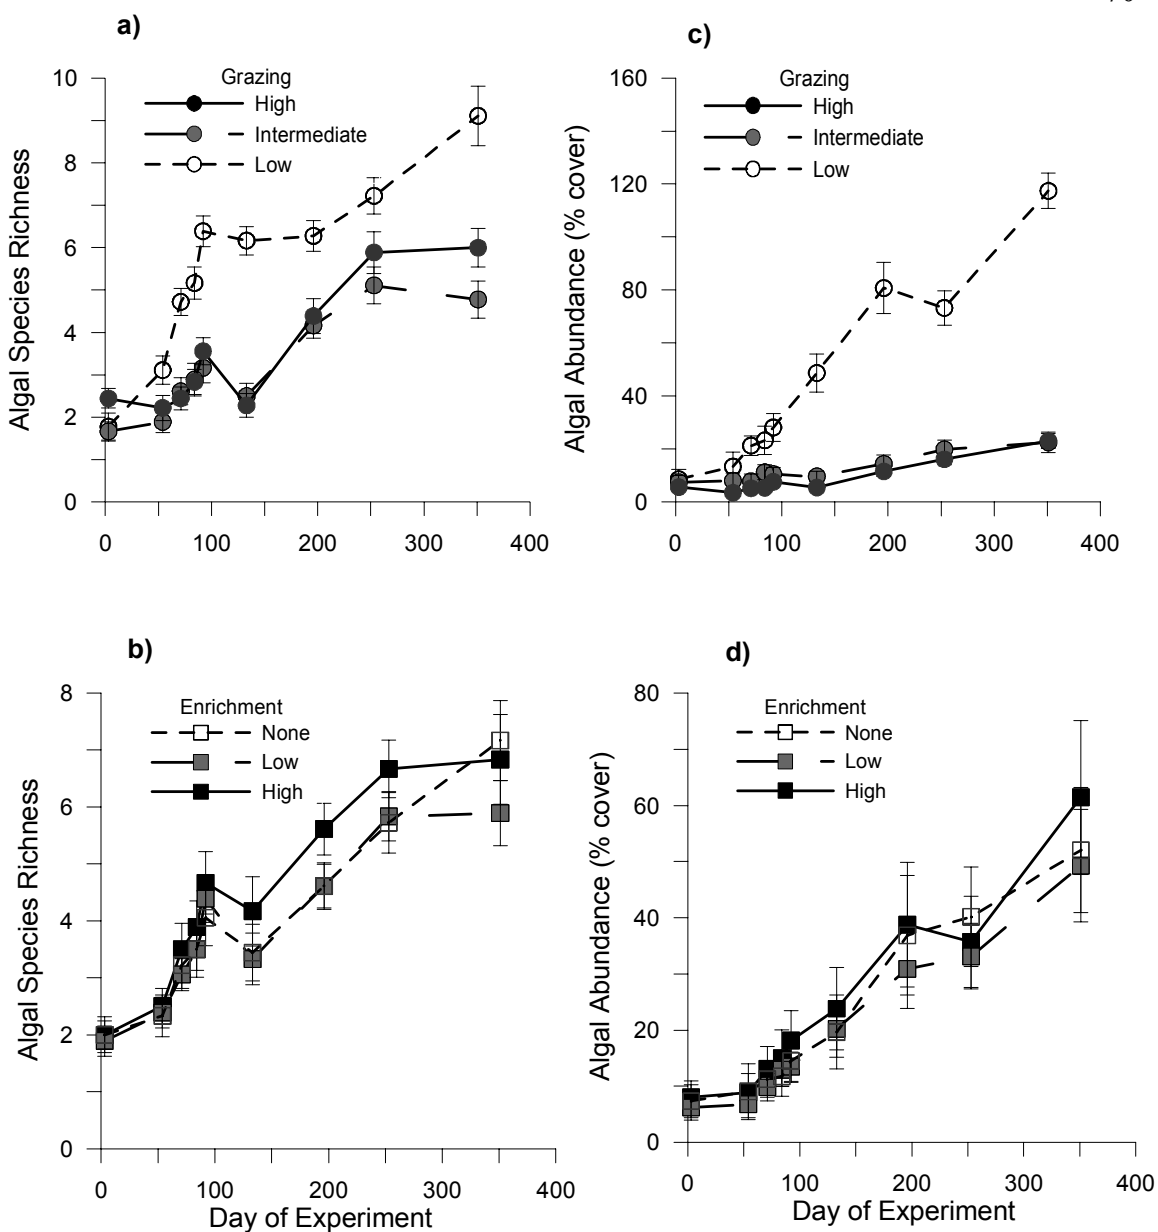 a)
Grazing
High
Intermediate
Low
10
8
6
4
2
0
Algal Species Richness
0 100 200 300 400
c)
Grazing
High
Intermediate
Low
160
120
80
40
0
Algal Abundance (% cover)
0 100 200 300 400
b)
Enrichment
None
Low
High
8
6
4
2
0
Algal Species Richness
0 100 200 300 400
Day of Experiment
d)
Enrichment
None
Low
High
80
60
40
20
0
Algal Abundance (% cover)
0 100 200 300 400
Day of Experiment